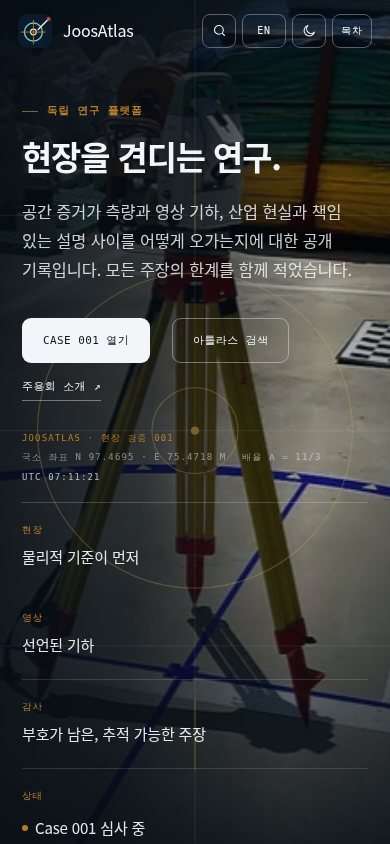 JoosAtlas
EN
목차
독립 연구 플랫폼
현장을 견디는 연구.
공간 증거가 측량과 영상 기하, 산업 현실과 책임
있는 설명 사이를 어떻게 오가는지에 대한 공개
기록입니다. 모든 주장의 한계를 함께 적었습니다.
CASE 001 열기
아틀라스 검색
주용회 소개 ↗
JOOSATLAS · 현장 검증 001
국소 좌표 N 97.4695 · E 75.4718 M 배율 Λ = 11/3
UTC 07:11:21
현장
물리적 기준이 먼저
영상
선언된 기하
감사
부호가 남은, 추적 가능한 주장
상태
Case 001 심사 중